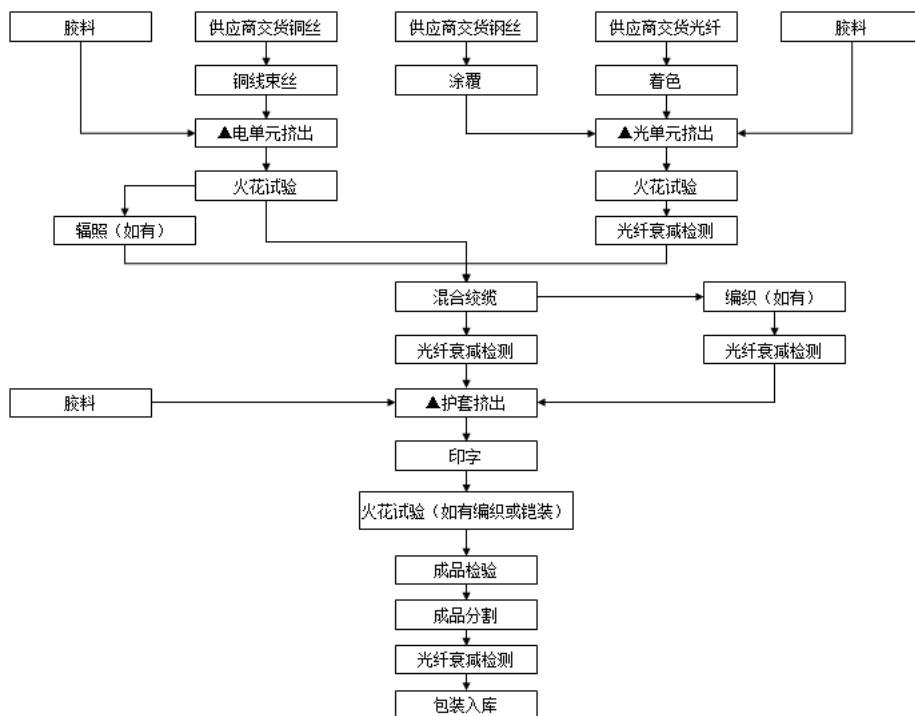 胶料
供应商交货铜丝
供应商交货钢丝
供应商交货光纤
胶料
铜线束丝
涂覆
着色
▲电单元挤出
▲光单元挤出
火花试验
火花试验
辐照（如有）
光纤衰减检测
混合绞缆
编织（如有）
光纤衰减检测
光纤衰减检测
胶料
▲护套挤出
印字
火花试验（如有编织或铠装）
成品检验
成品分割
光纤衰减检测
包装入库